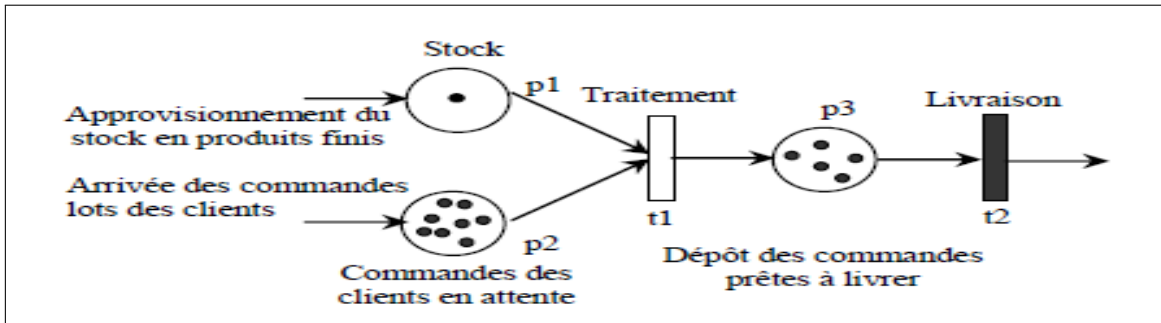 Stock
p1
Approvisionnement du
stock en produits finis
Traitement
p3
Livraison
Arrivée des commandes
lots des clients
t1
t2
p2
Commandes des
clients en attente
Dépôt des commandes
prêtes à livrer